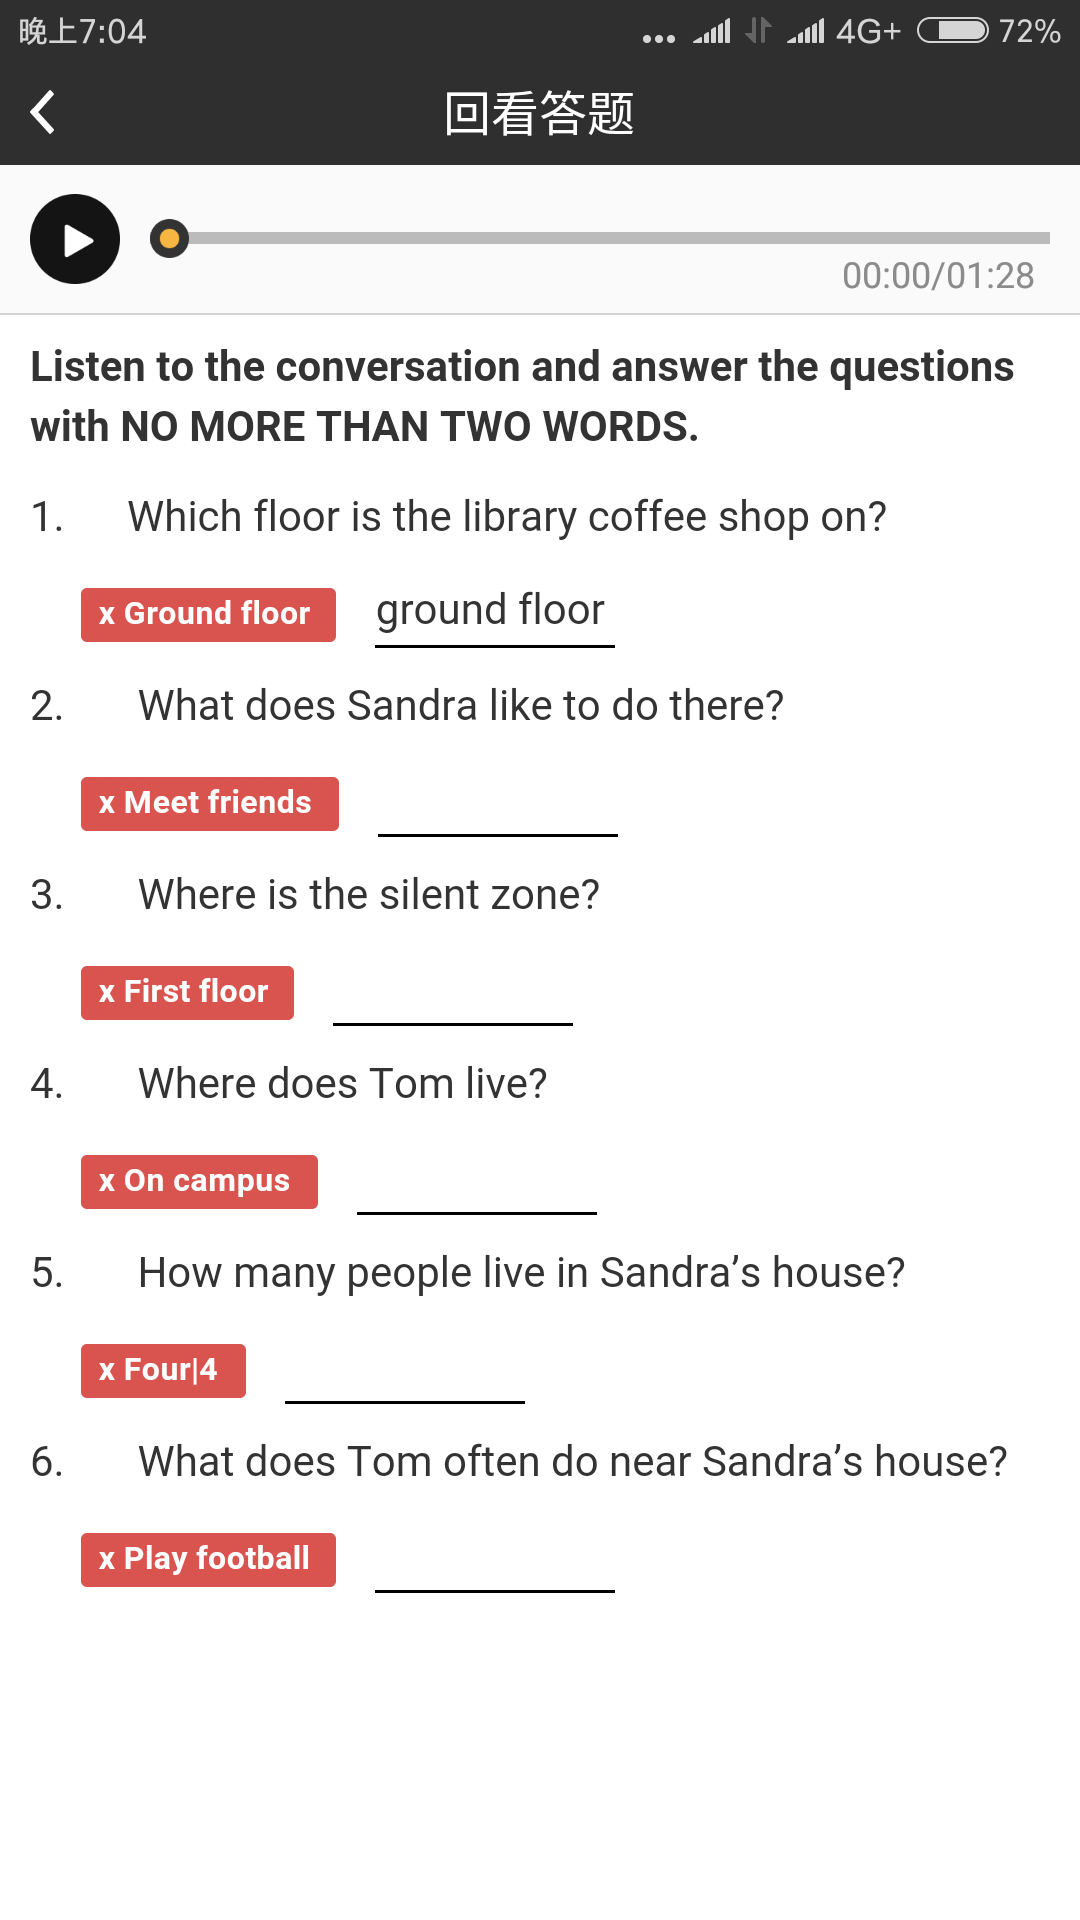 晚上7:04
... 4G+ 72%
回看答题
00:00/01:28
Listen to the conversation and answer the questions
with NO MORE THAN TWO WORDS.
1. Which floor is the library coffee shop on?
x Ground floor ground floor
2. What does Sandra like to do there?
x Meet friends
3. Where is the silent zone?
x First floor
4. Where does Tom live?
x On campus
5. How many people live in Sandra’s house?
x Four|4
6. What does Tom often do near Sandra’s house?
x Play football